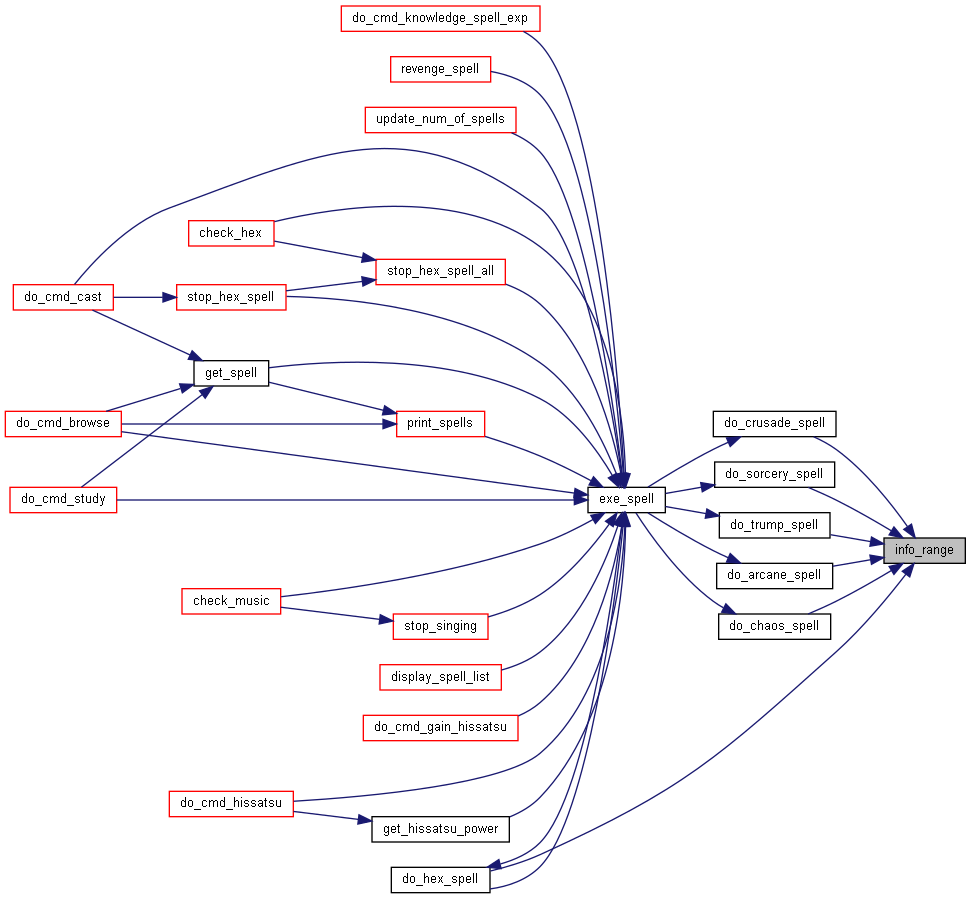 do_cmd_knowledge_spell_exp
revenge_spell
update_num_of_spells
check_hex
stop_hex_spell_all
do_cmd_cast
stop_hex_spell
get_spell
do_cmd_browse
print_spells
do_cmd_study
exe_spell
do_crusade_spell
do_sorcery_spell
do_trump_spell
info_range
do_arcane_spell
do_chaos_spell
check_music
stop_singing
display_spell_list
do_cmd_gain_hissatsu
do_cmd_hissatsu
get_hissatsu_power
do_hex_spell